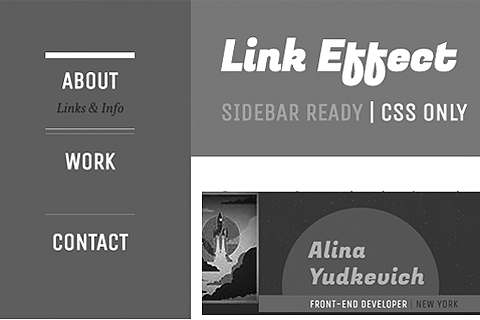 ABOUT
Links & Info
WORK
CONTACT
Link Effect
SIDEBAR READY | CSS ONLY
Alina
Yudkevich
FRONT-END DEVELOPER | NEW YORK